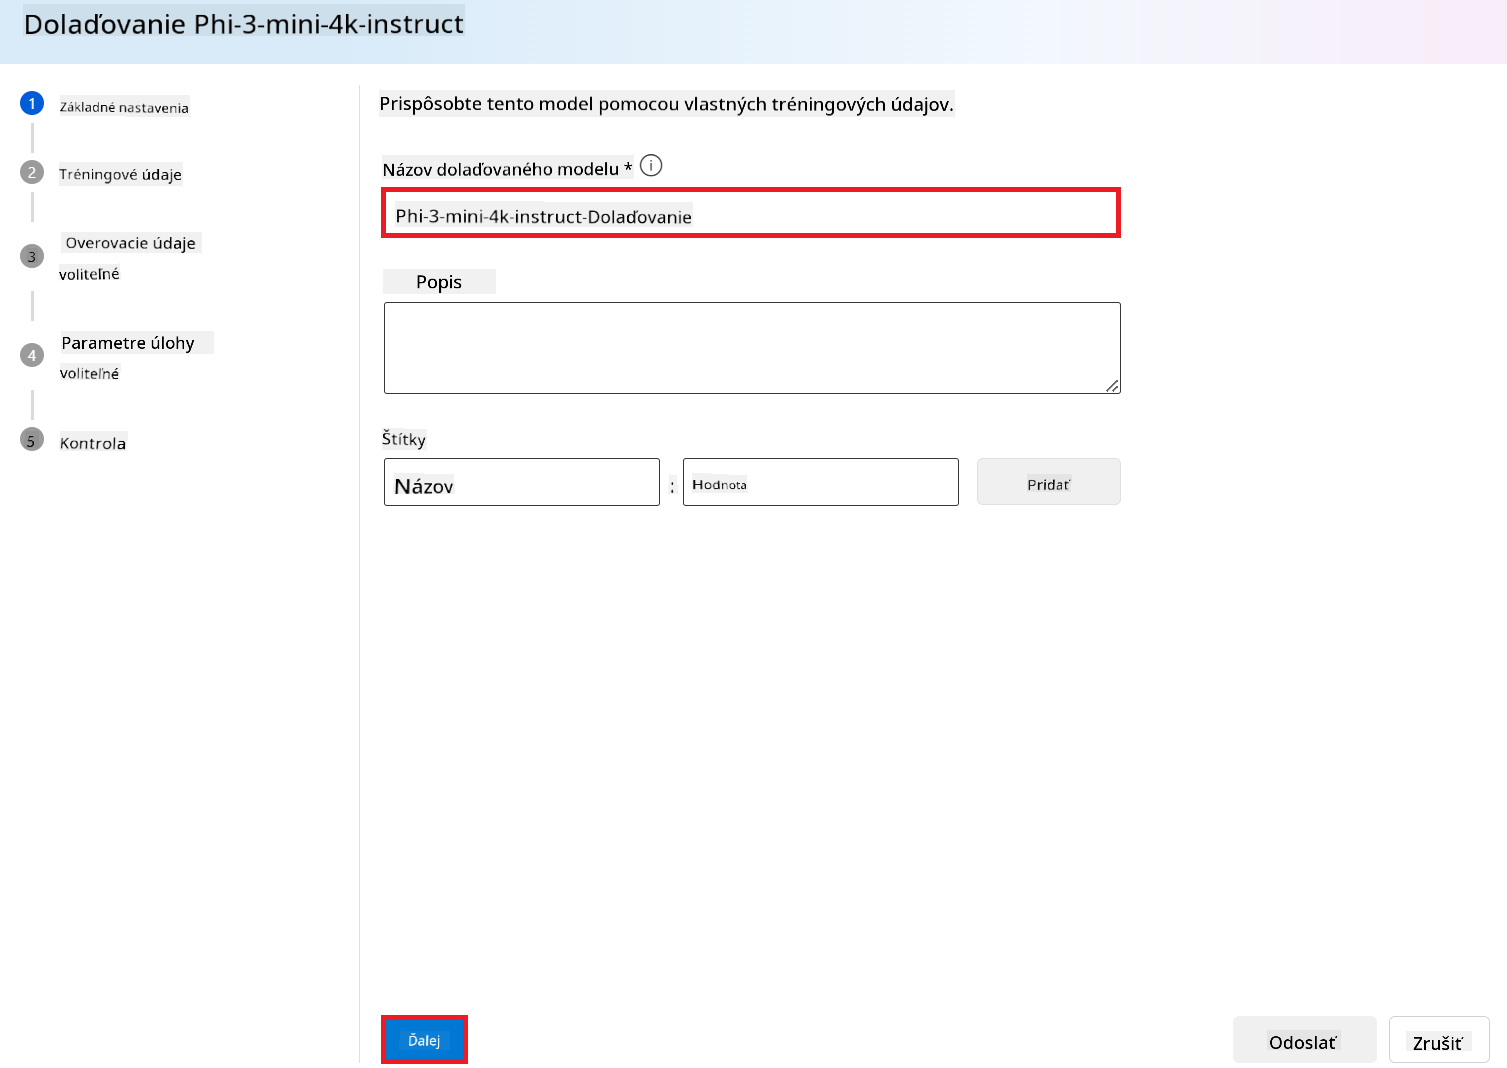 Dolaďovanie Phi-3-mini-4k-instruct
1 Základné nastavenia
2 Tréningové údaje
3 Overovacie údaje
voliteľné
4 Parametre úlohy
voliteľné
5 Kontrola
Prispôsobte tento model pomocou vlastných tréningových údajov.
Názov dolaďovaného modelu * i
Phi-3-mini-4k-instruct-Dolaďovanie
Popis
Štítky
Názov : Hodnota Pridať
Ďalej Odoslať Zrušiť